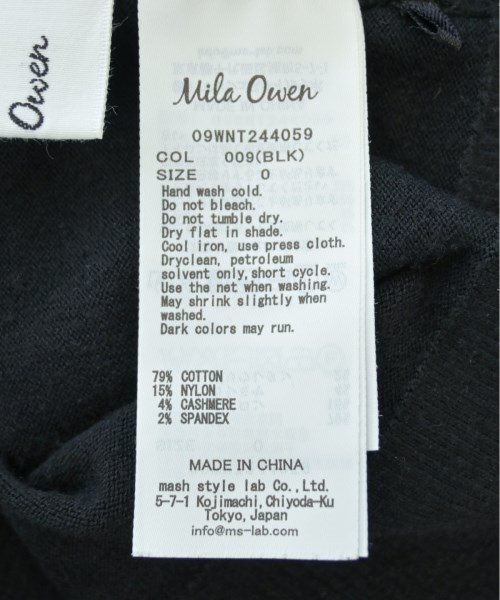 Owen
Mila Owen
09WNT244059
COL 009(BLK)
SIZE 0
Hand wash cold.
Do not bleach.
Do not tumble dry.
Dry flat in shade.
Cool iron, use press cloth.
Dryclean, petroleum
solvent only,short cycle.
Use the net when washing.
May shrink slightly when
washed.
Dark colors may run.
79% COTTON
15% NYLON
4% CASHMERE
2% SPANDEX
MADE IN CHINA
mash style lab Co.,Ltd.
5-7-1 Kojimachi,Chiyoda-Ku
Tokyo,Japan
info@ms-lab.com